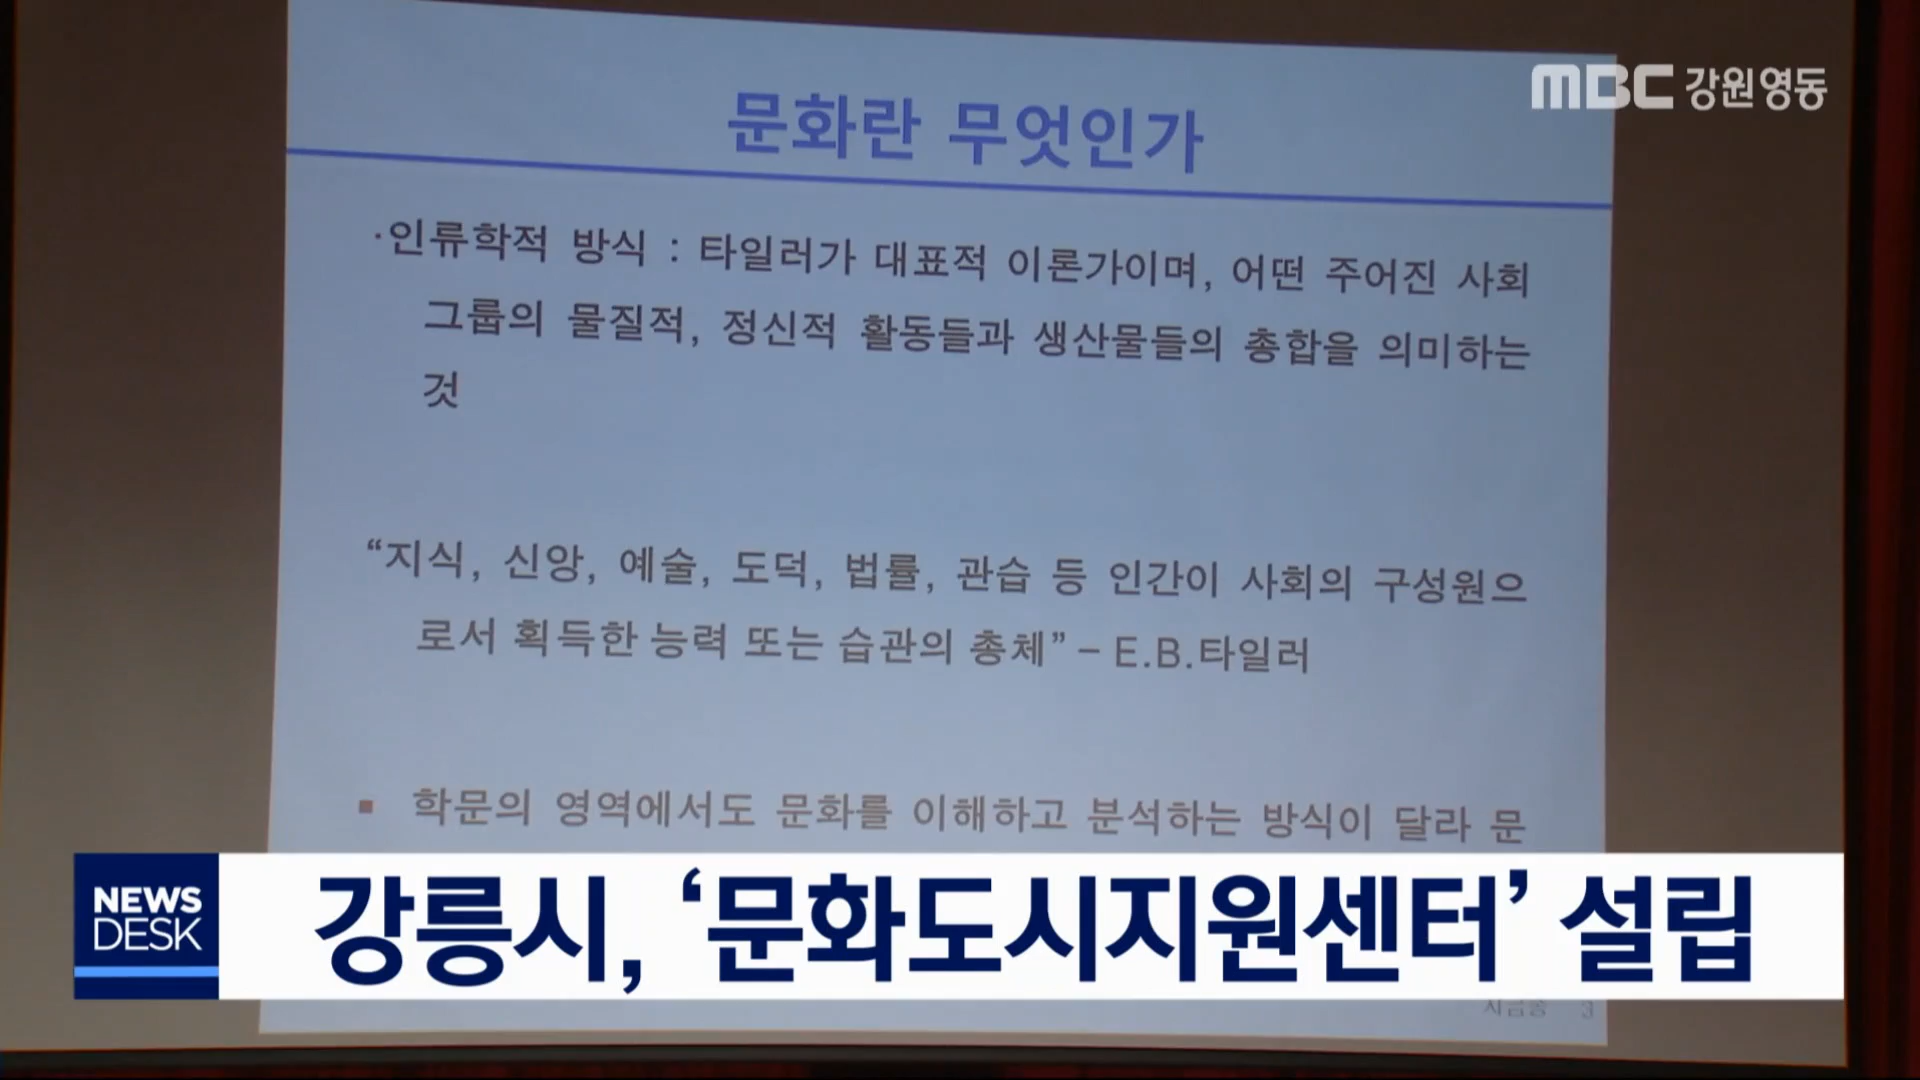 MBC 강원영동
문화란 무엇인가
·인류학적 방식 : 타일러가 대표적 이론가이며, 어떤 주어진 사회
그룹의 물질적, 정신적 활동들과 생산물들의 총합을 의미하는
것
“지식, 신앙, 예술, 도덕, 법률, 관습 등 인간이 사회의 구성원으
로서 획득한 능력 또는 습관의 총체” – E.B.타일러
▪ 학문의 영역에서도 문화를 이해하고 분석하는 방식이 달라 문
NEWS
DESK
강릉시, ‘문화도시지원센터’ 설립
3